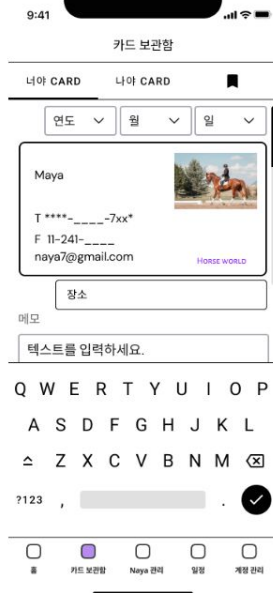 9:41
카드 보관함
너야 CARD 나야 CARD
연도 월 일
Maya
T ****-____-7xx*
F 11-241-____
naya7@gmail.com
HORSE WORLD
장소
메모
텍스트를 입력하세요.
Q W E R T Y U I O P
A S D F G H J K L
Z X C V B N M
?123 , .
홈 카드 보관함 Naya 관리 일정 계정 관리